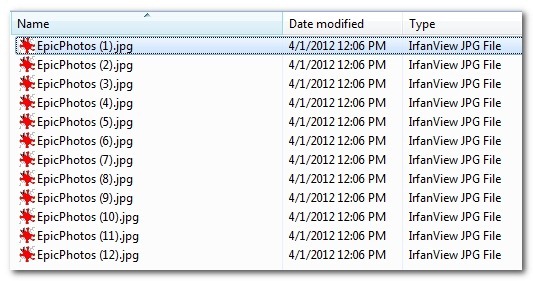 Name Date modified Type
EpicPhotos (1).jpg 4/1/2012 12:06 PM IrfanView JPG File
EpicPhotos (2).jpg 4/1/2012 12:06 PM IrfanView JPG File
EpicPhotos (3).jpg 4/1/2012 12:06 PM IrfanView JPG File
EpicPhotos (4).jpg 4/1/2012 12:06 PM IrfanView JPG File
EpicPhotos (5).jpg 4/1/2012 12:06 PM IrfanView JPG File
EpicPhotos (6).jpg 4/1/2012 12:06 PM IrfanView JPG File
EpicPhotos (7).jpg 4/1/2012 12:06 PM IrfanView JPG File
EpicPhotos (8).jpg 4/1/2012 12:06 PM IrfanView JPG File
EpicPhotos (9).jpg 4/1/2012 12:06 PM IrfanView JPG File
EpicPhotos (10).jpg 4/1/2012 12:06 PM IrfanView JPG File
EpicPhotos (11).jpg 4/1/2012 12:06 PM IrfanView JPG File
EpicPhotos (12).jpg 4/1/2012 12:06 PM IrfanView JPG File